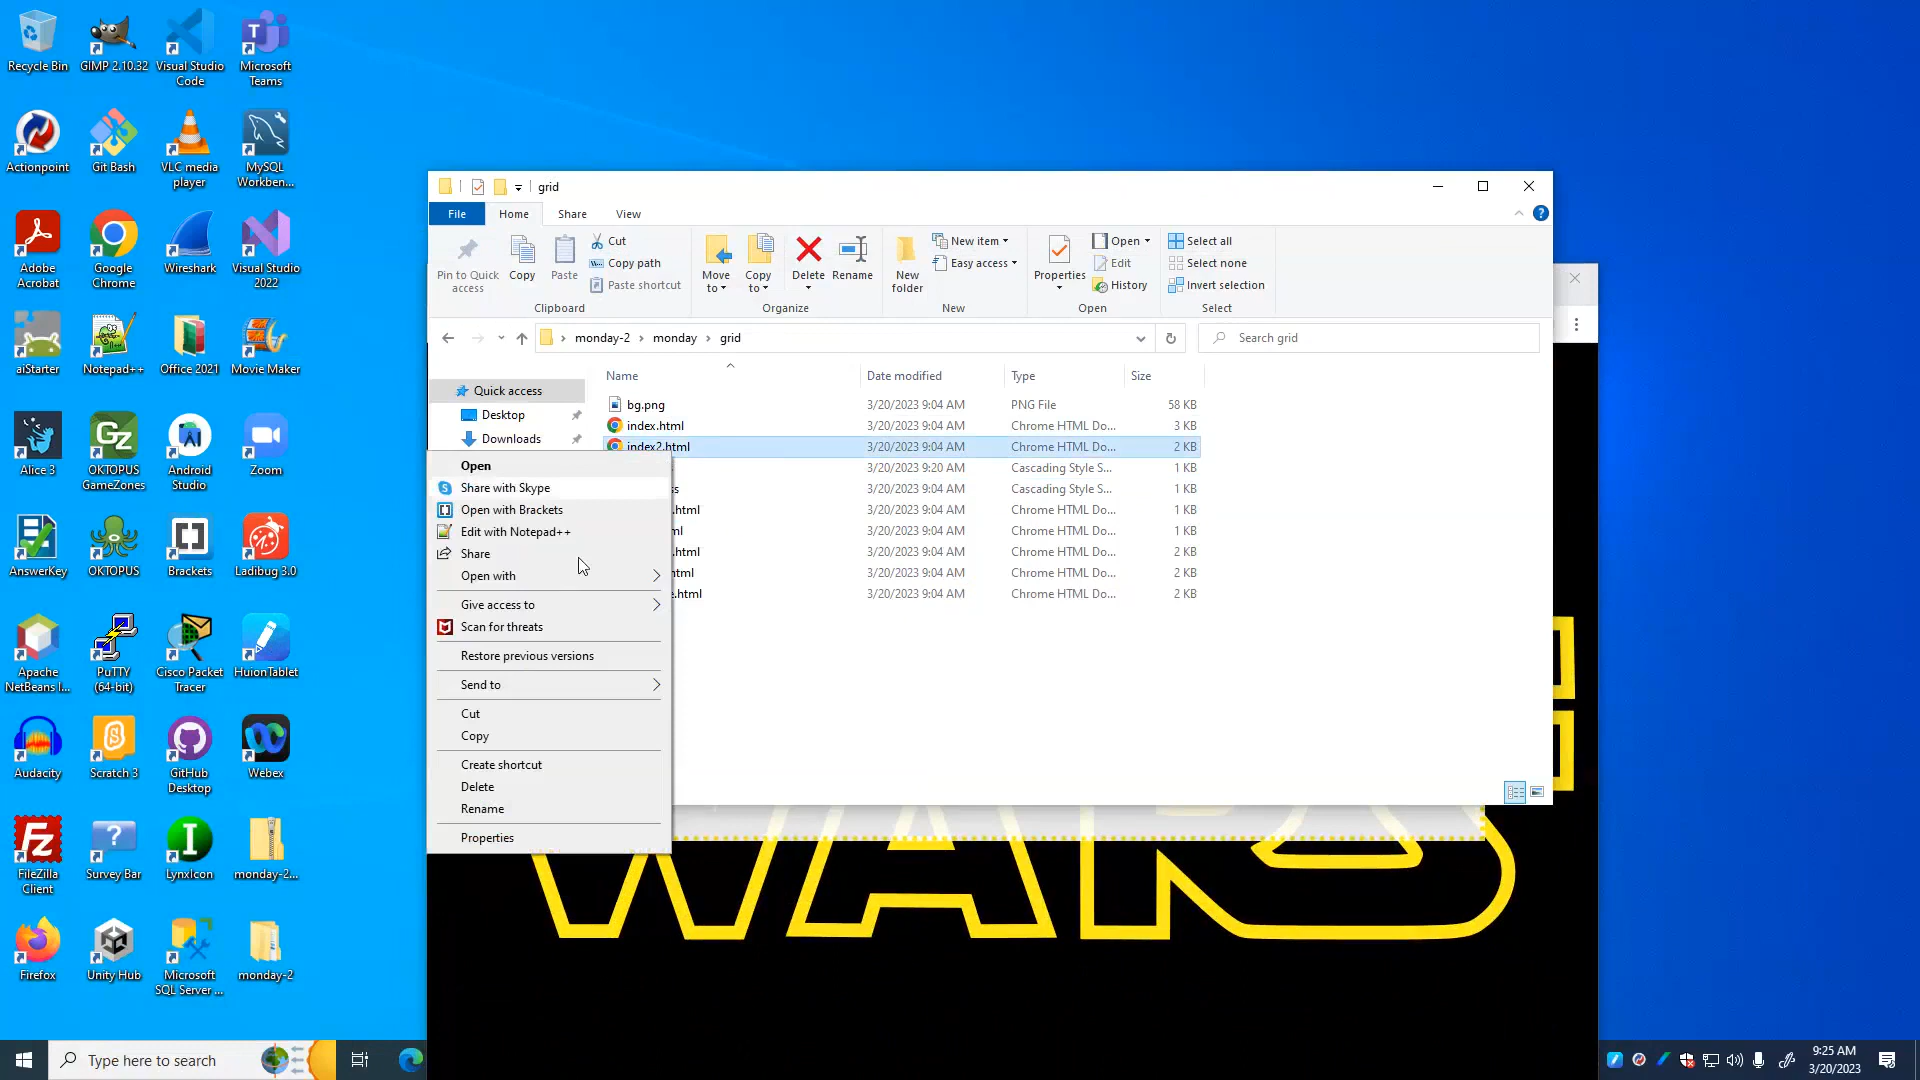 Recycle Bin
GIMP 2.10.32
Visual Studio
Code
Microsoft
Teams
Actionpoint
Git Bash
VLC media
player
MySQL
Workben...
Adobe
Acrobat
Google
Chrome
Wireshark
Visual Studio
2022
aiStarter
Notepad++
Office 2021
Movie Maker
Alice 3
OKTOPUS
GameZones
Android
Studio
Zoom
AnswerKey
OKTOPUS
Brackets
Ladibug 3.0
Apache
NetBeans I...
PuTTY
(64-bit)
Cisco Packet
Tracer
HuionTablet
Audacity
Scratch 3
GitHub
Desktop
Webex
FileZilla
Client
Survey Bar
LynxIcon
monday-2...
Firefox
Unity Hub
Microsoft
SQL Server ...
monday-2
grid
File
Home
Share
View
Pin to Quick
access
Copy
Paste
Cut
Copy path
Paste shortcut
Clipboard
Move
to
Copy
to
Delete
Rename
Organize
New
folder
New item
Easy access
New
Properties
Open
Edit
History
Open
Select all
Select none
Invert selection
Select
monday-2 › monday › grid
Search grid
Quick access
Desktop
Downloads
Name Date modified Type Size
bg.png 3/20/2023 9:04 AM PNG File 58 KB
index.html 3/20/2023 9:04 AM Chrome HTML Do... 3 KB
index2.html 3/20/2023 9:04 AM Chrome HTML Do... 2 KB
3/20/2023 9:20 AM Cascading Style S... 1 KB
ss 3/20/2023 9:04 AM Cascading Style S... 1 KB
.html 3/20/2023 9:04 AM Chrome HTML Do... 1 KB
ml 3/20/2023 9:04 AM Chrome HTML Do... 1 KB
.html 3/20/2023 9:04 AM Chrome HTML Do... 2 KB
html 3/20/2023 9:04 AM Chrome HTML Do... 2 KB
e.html 3/20/2023 9:04 AM Chrome HTML Do... 2 KB
Open
Share with Skype
Open with Brackets
Edit with Notepad++
Share
Open with
Give access to
Scan for threats
Restore previous versions
Send to
Cut
Copy
Create shortcut
Delete
Rename
Properties
WARS
Type here to search
9:25 AM
3/20/2023